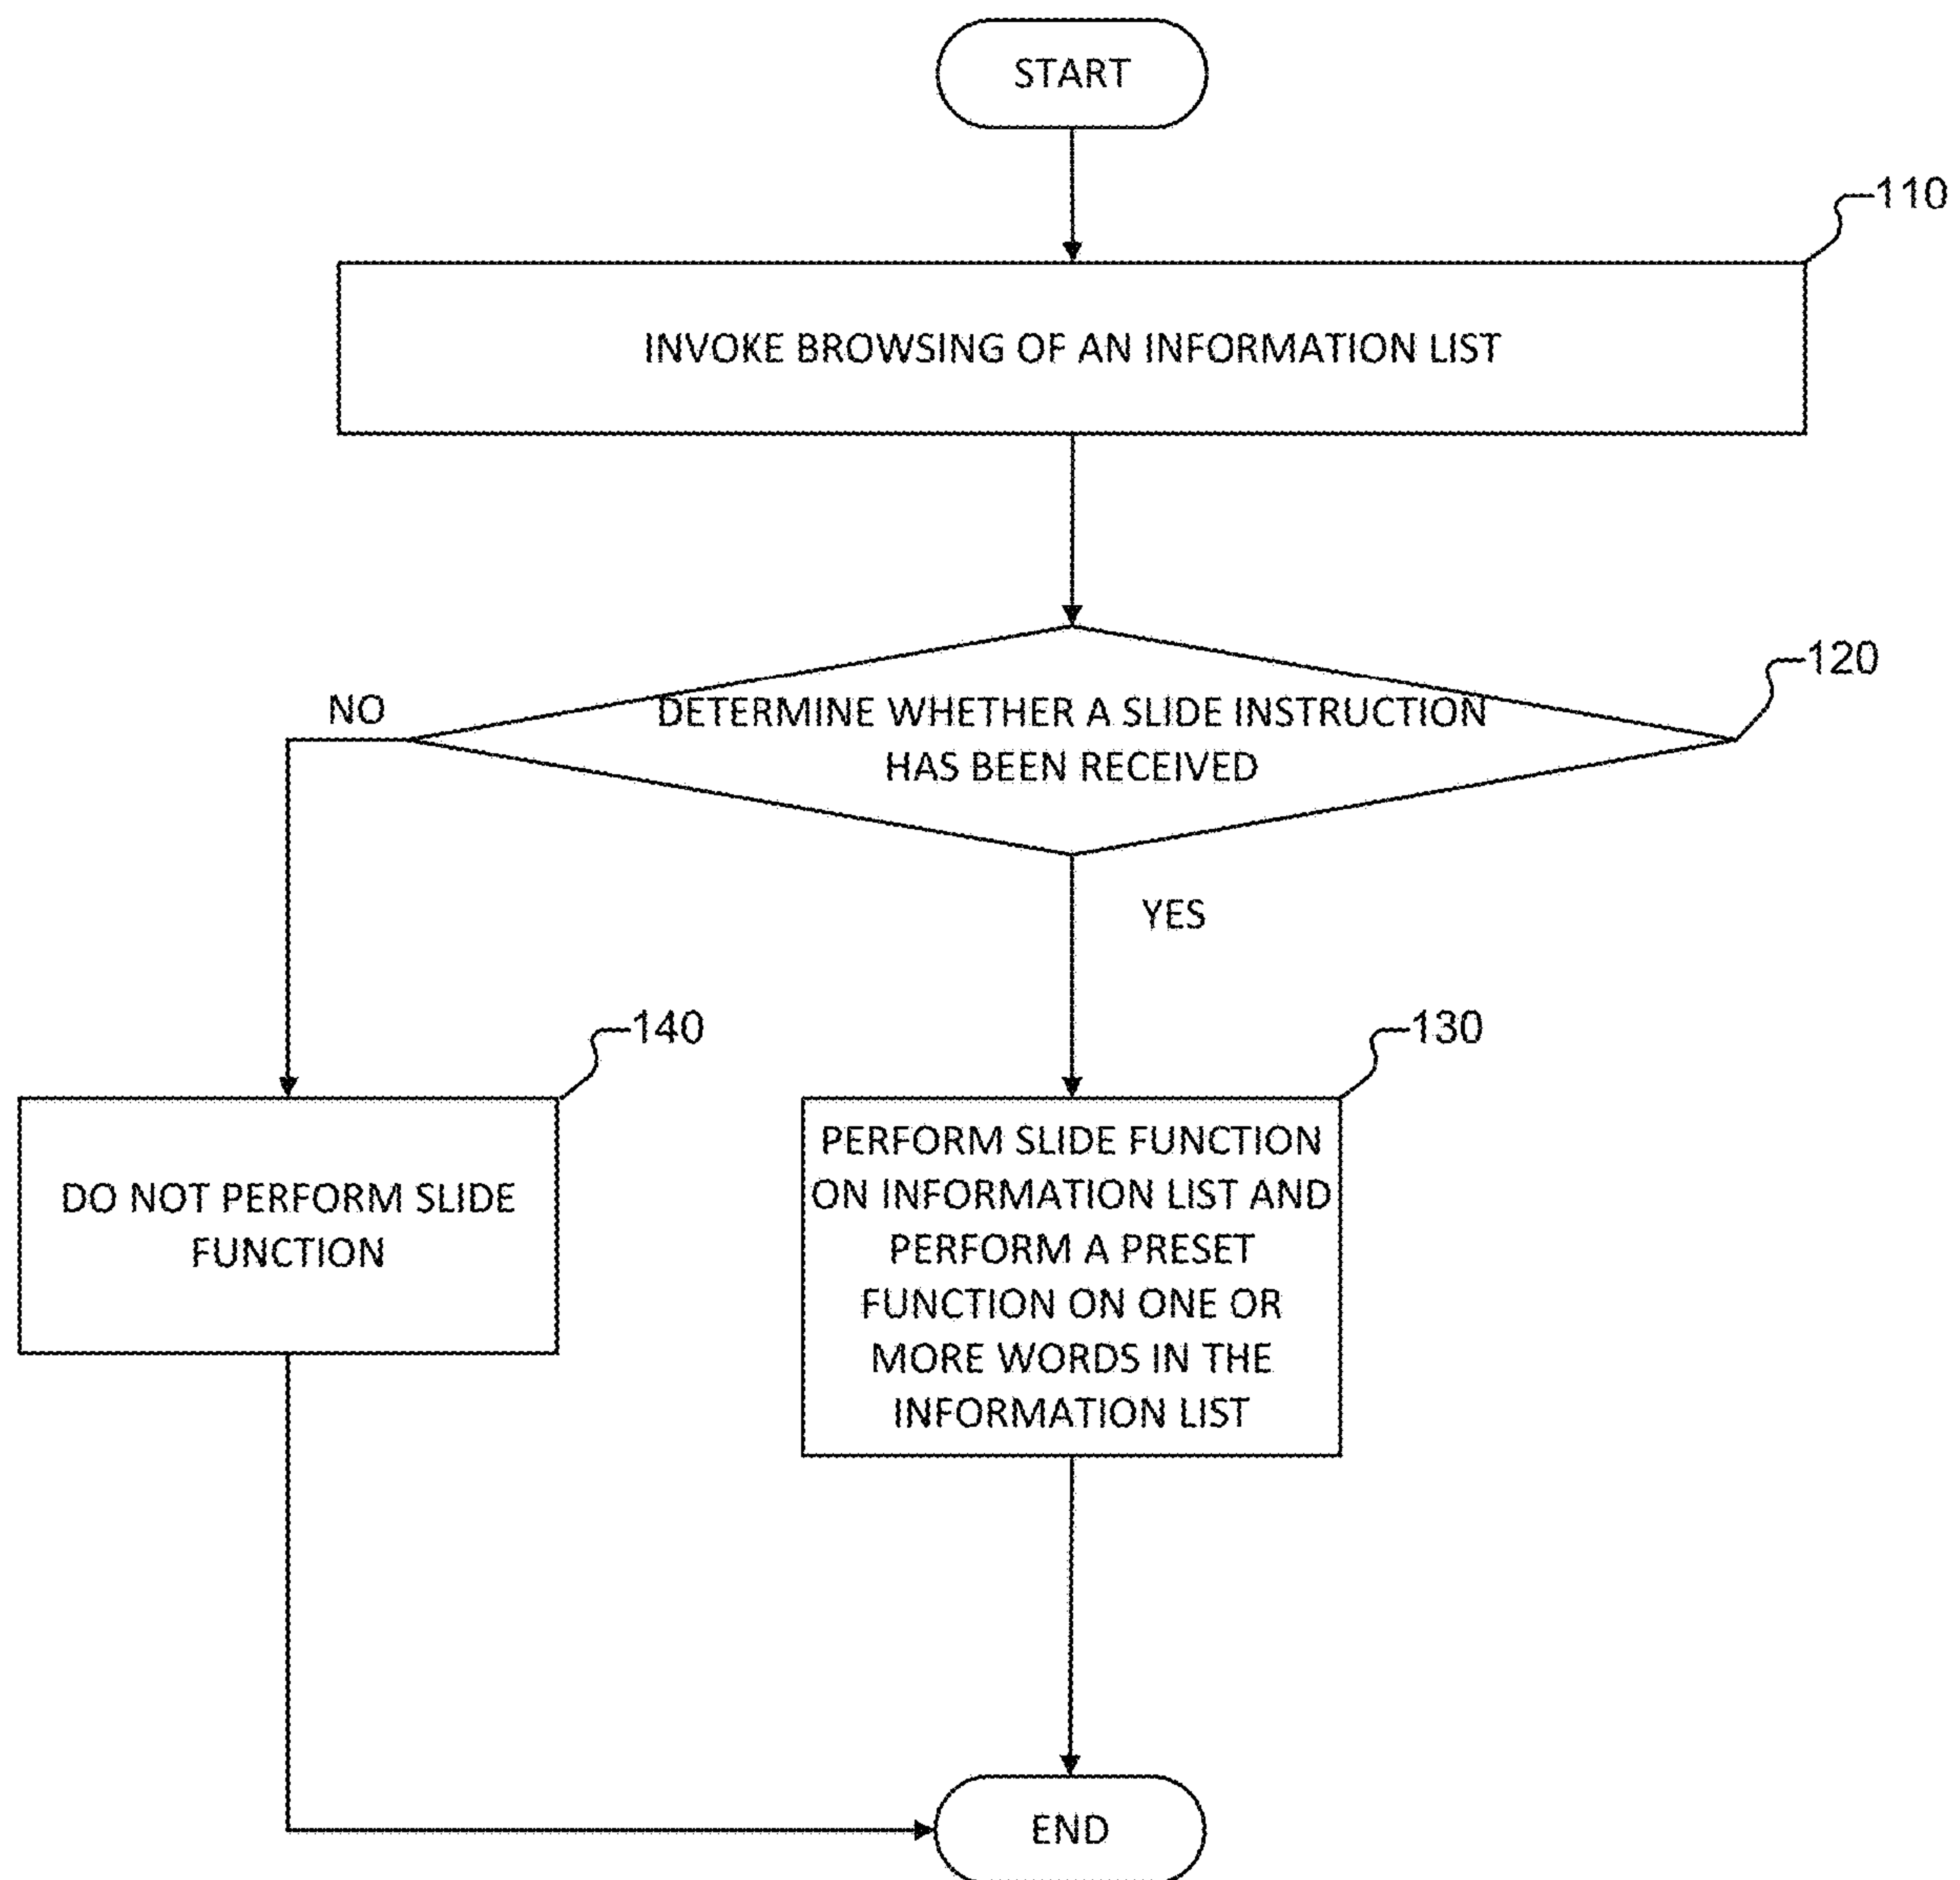 START
110
INVOKE BROWSING OF AN INFORMATION LIST
120
NO
DETERMINE WHETHER A SLIDE INSTRUCTION
HAS BEEN RECEIVED
YES
140
130
DO NOT PERFORM SLIDE
FUNCTION
PERFORM SLIDE FUNCTION
ON INFORMATION LIST AND
PERFORM A PRESET
FUNCTION ON ONE OR
MORE WORDS IN THE
INFORMATION LIST
END